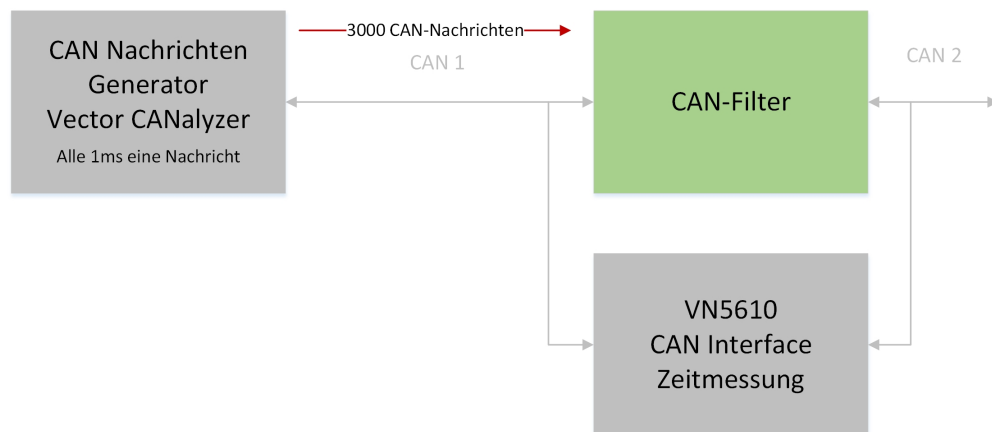 CAN Nachrichten
Generator
Vector CANalyzer
Alle 1ms eine Nachricht
3000 CAN-Nachrichten
CAN 1
CAN-Filter
CAN 2
VN5610
CAN Interface
Zeitmessung